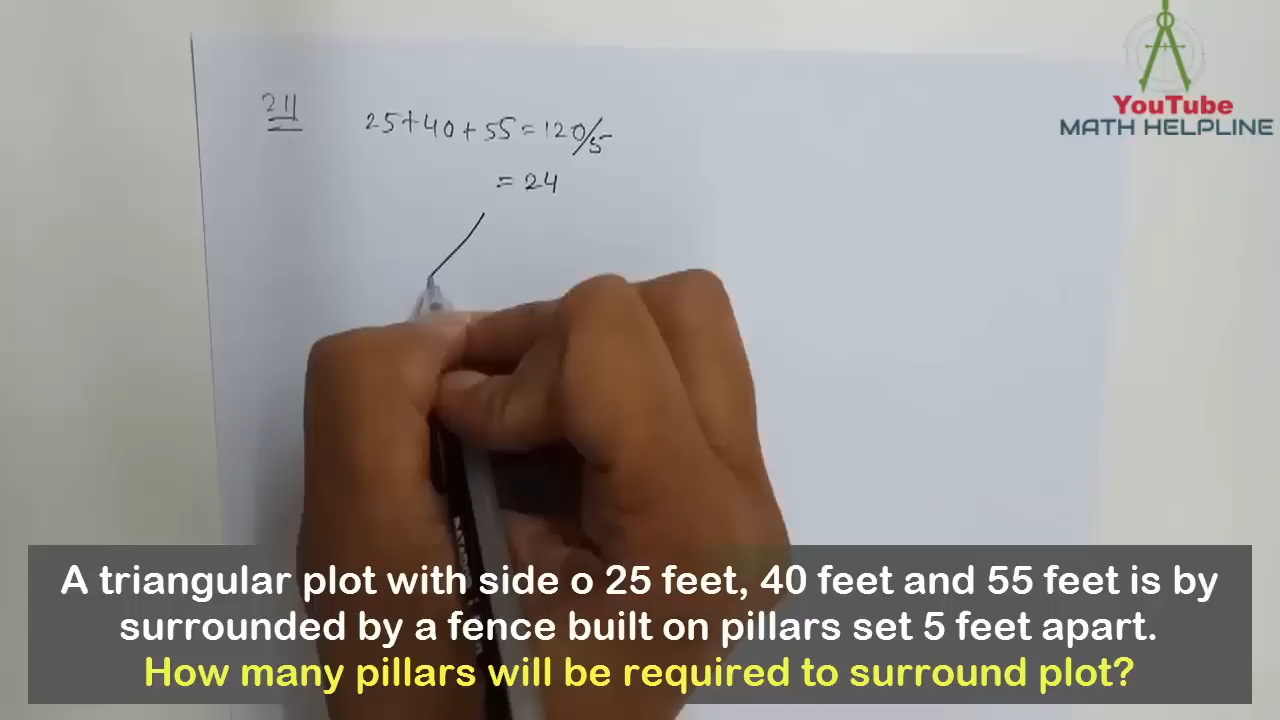 211
25+40+55=120/5
=24
YouTube
MATH HELPLINE
A triangular plot with side o 25 feet, 40 feet and 55 feet is by
surrounded by a fence built on pillars set 5 feet apart.
How many pillars will be required to surround plot?